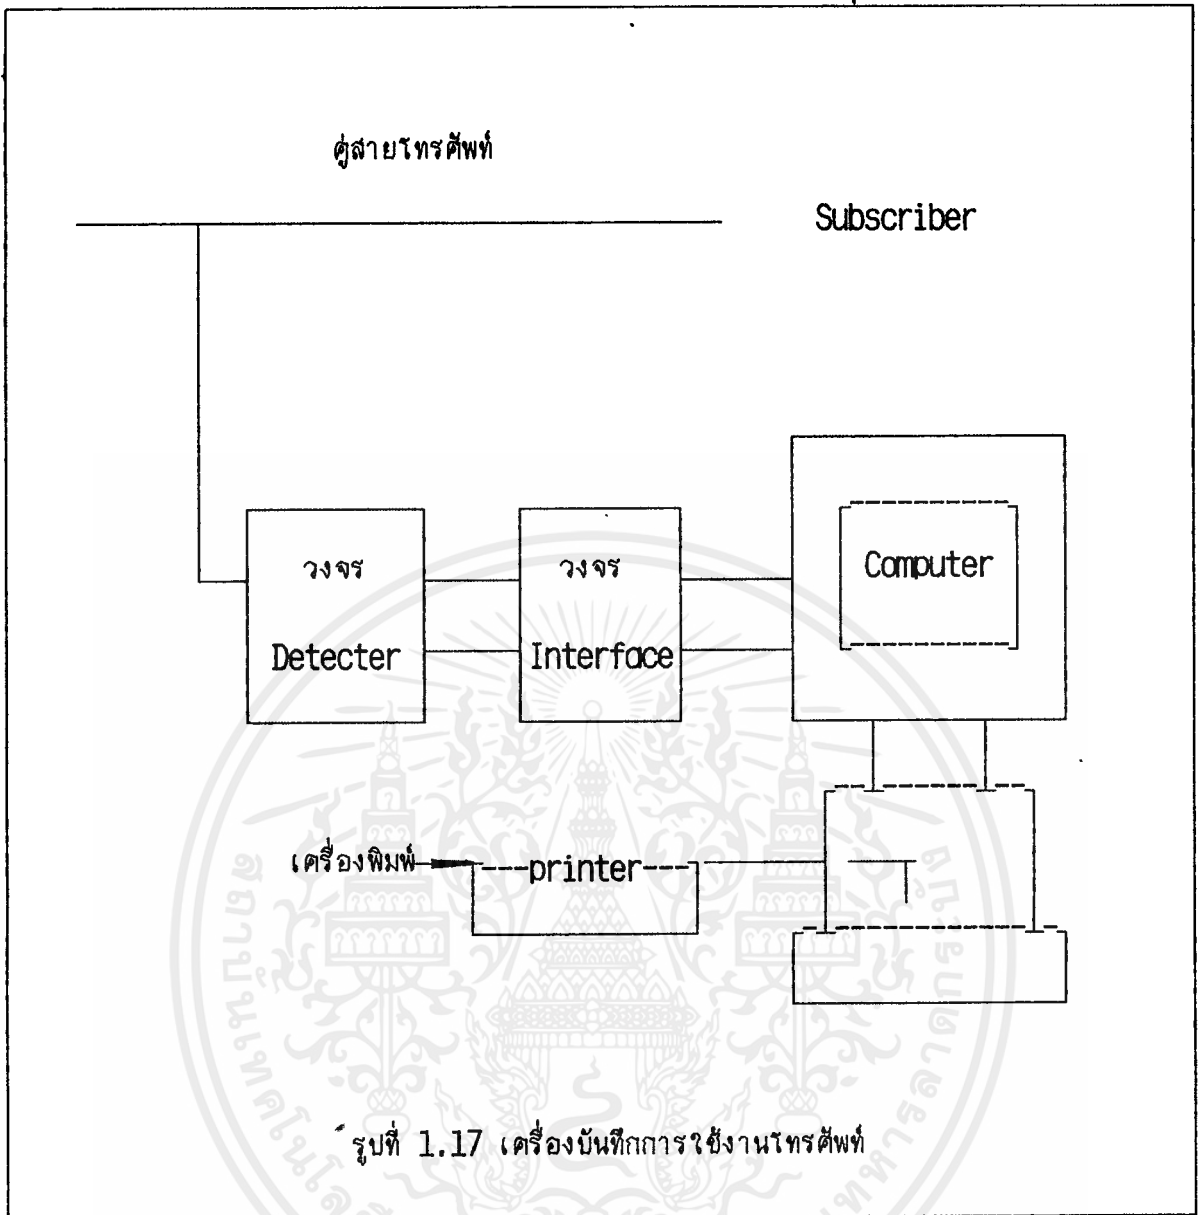 คู่สายโทรศัพท์
Subscriber
วงจร
Detecter
วงจร
Interface
Computer
เครื่องพิมพ์
printer
รูปที่ 1.17 เครื่องบันทึกการใช้งานโทรศัพท์